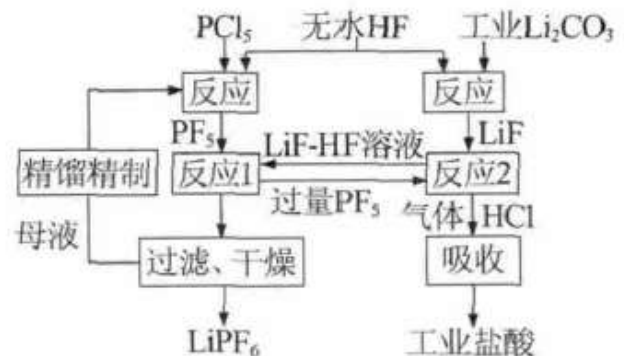 PCl₅ 无水HF 工业Li₂CO₃
反应 反应
PF₅ LiF
LiF-HF溶液
精馏精制 反应1 反应2
过量PF₅ 气体 HCl
母液
过滤、干燥 吸收
LiPF₆ 工业盐酸